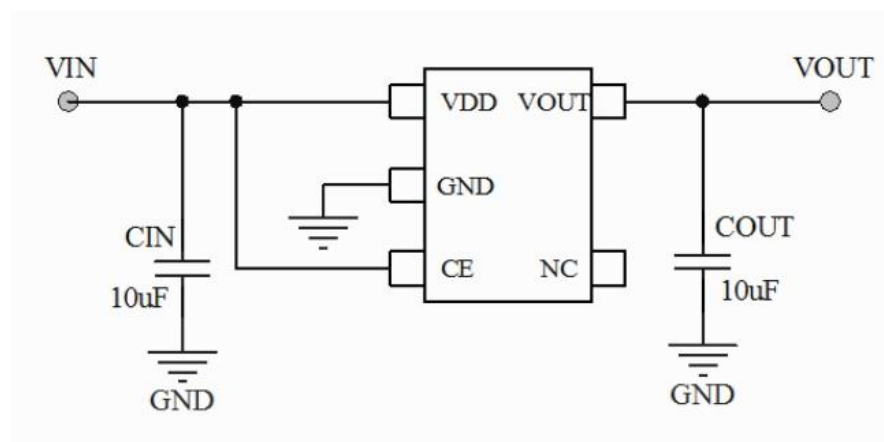 VIN
VOUT
VDD
VOUT
GND
CIN
COUT
CE
NC
10uF
10uF
GND
GND